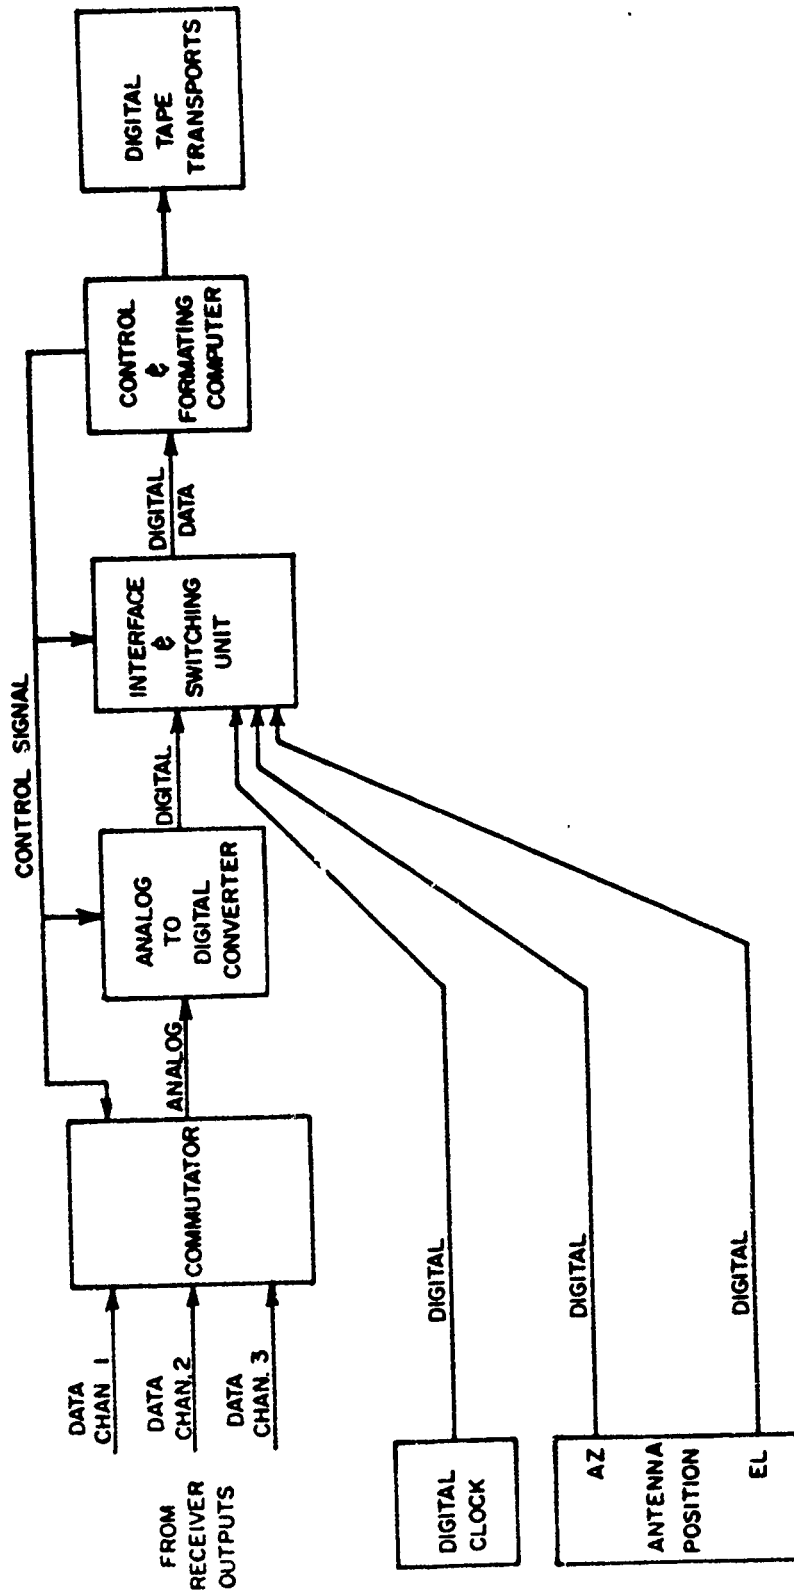 CONTROL SIGNAL
DATA
CHAN 1
DATA
CHAN. 2
DATA
CHAN. 3
FROM
RECEIVER
OUTPUTS
COMMUTATOR
ANALOG
ANALOG
TO
DIGITAL
CONVERTER
DIGITAL
INTERFACE
&
SWITCHING
UNIT
DIGITAL
DATA
CONTROL
&
FORMATING
COMPUTER
DIGITAL
TAPE
TRANSPORTS
DIGITAL
CLOCK
DIGITAL
AZ
ANTENNA
POSITION
EL
DIGITAL
DIGITAL